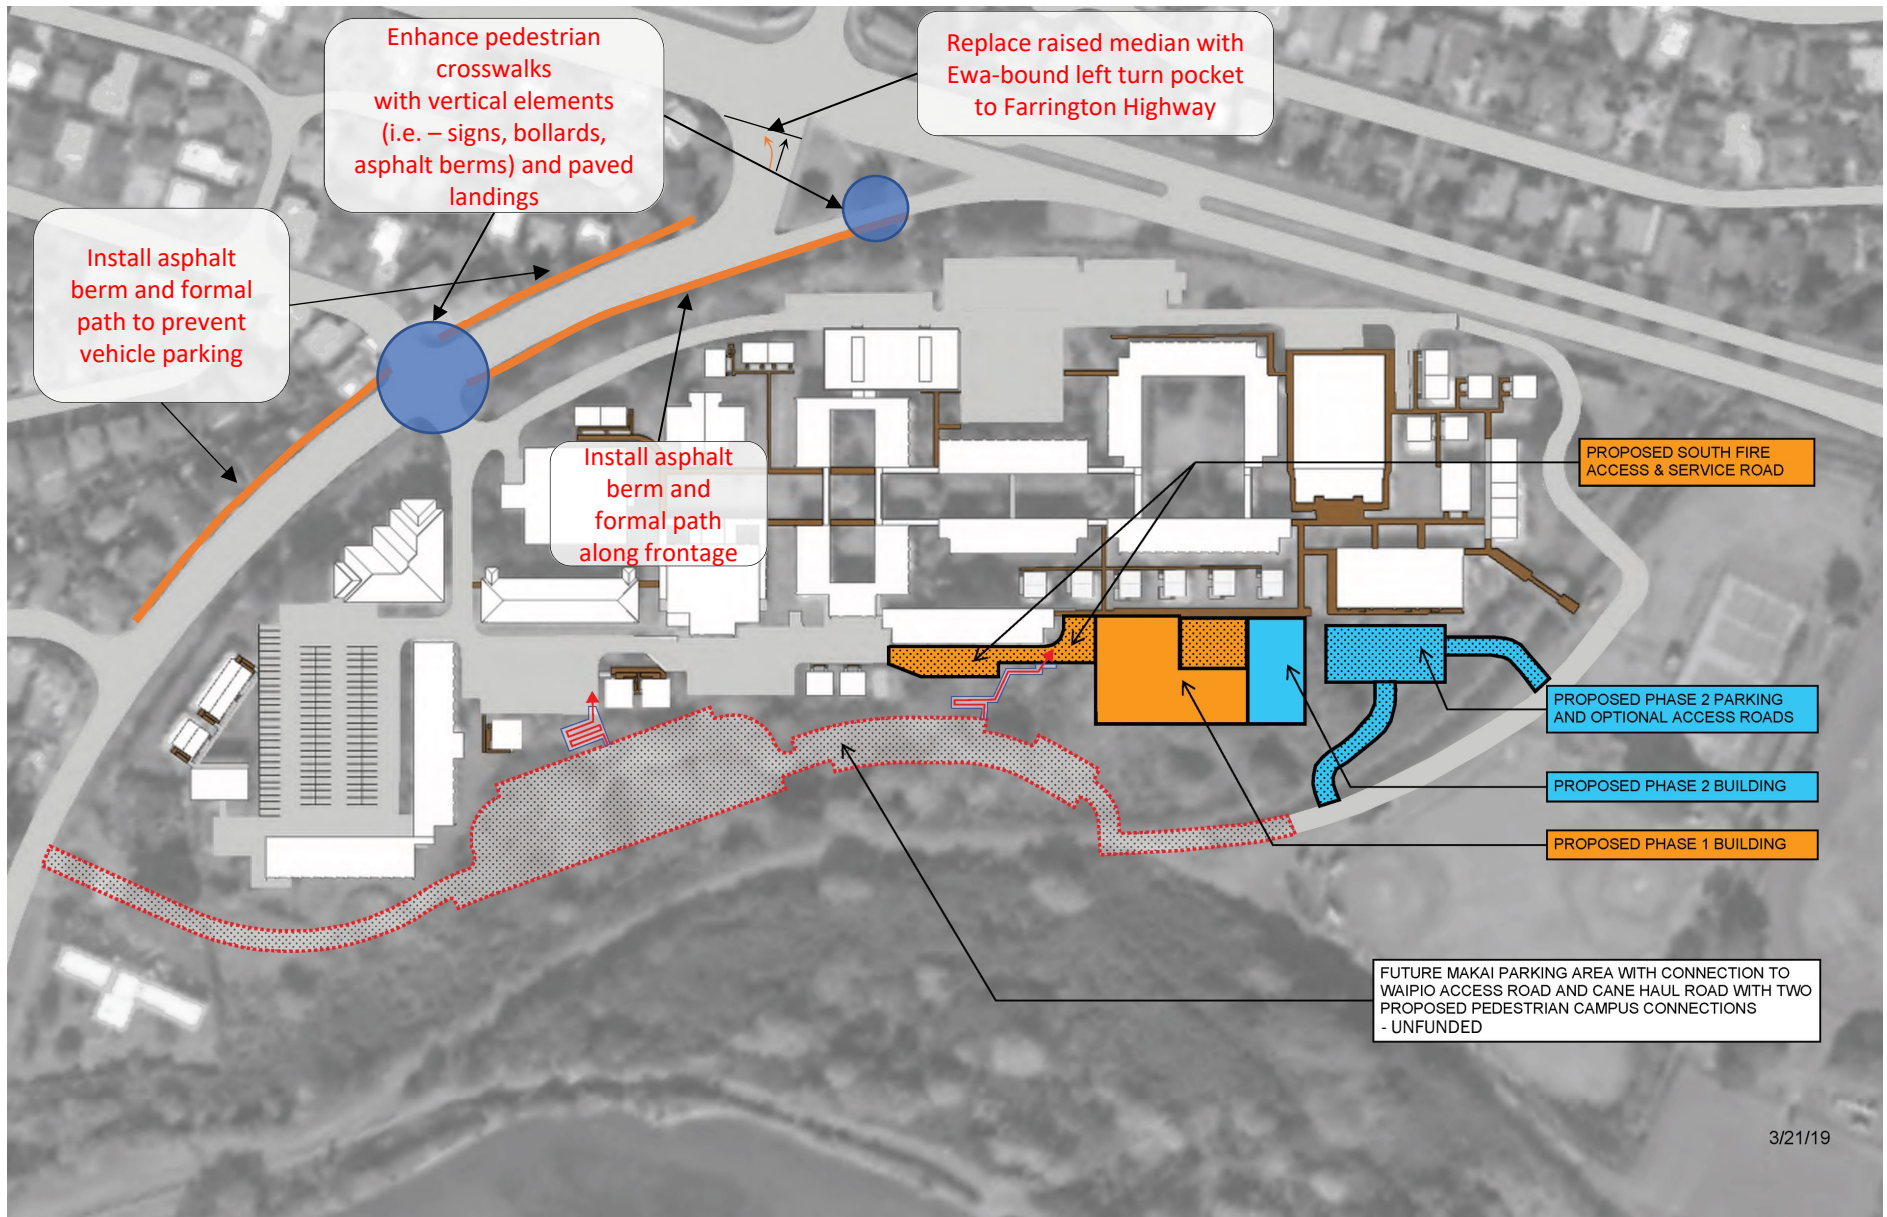 Enhance pedestrian
crosswalks
with vertical elements
(i.e. – signs, bollards,
asphalt berms) and paved
landings
Replace raised median with
Ewa-bound left turn pocket
to Farrington Highway
Install asphalt
berm and formal
path to prevent
vehicle parking
Install asphalt
berm and
formal path
along frontage
PROPOSED SOUTH FIRE
ACCESS & SERVICE ROAD
PROPOSED PHASE 2 PARKING
AND OPTIONAL ACCESS ROADS
PROPOSED PHASE 2 BUILDING
PROPOSED PHASE 1 BUILDING
FUTURE MAKAI PARKING AREA WITH CONNECTION TO
WAIPIO ACCESS ROAD AND CANE HAUL ROAD WITH TWO
PROPOSED PEDESTRIAN CAMPUS CONNECTIONS
- UNFUNDED
3/21/19